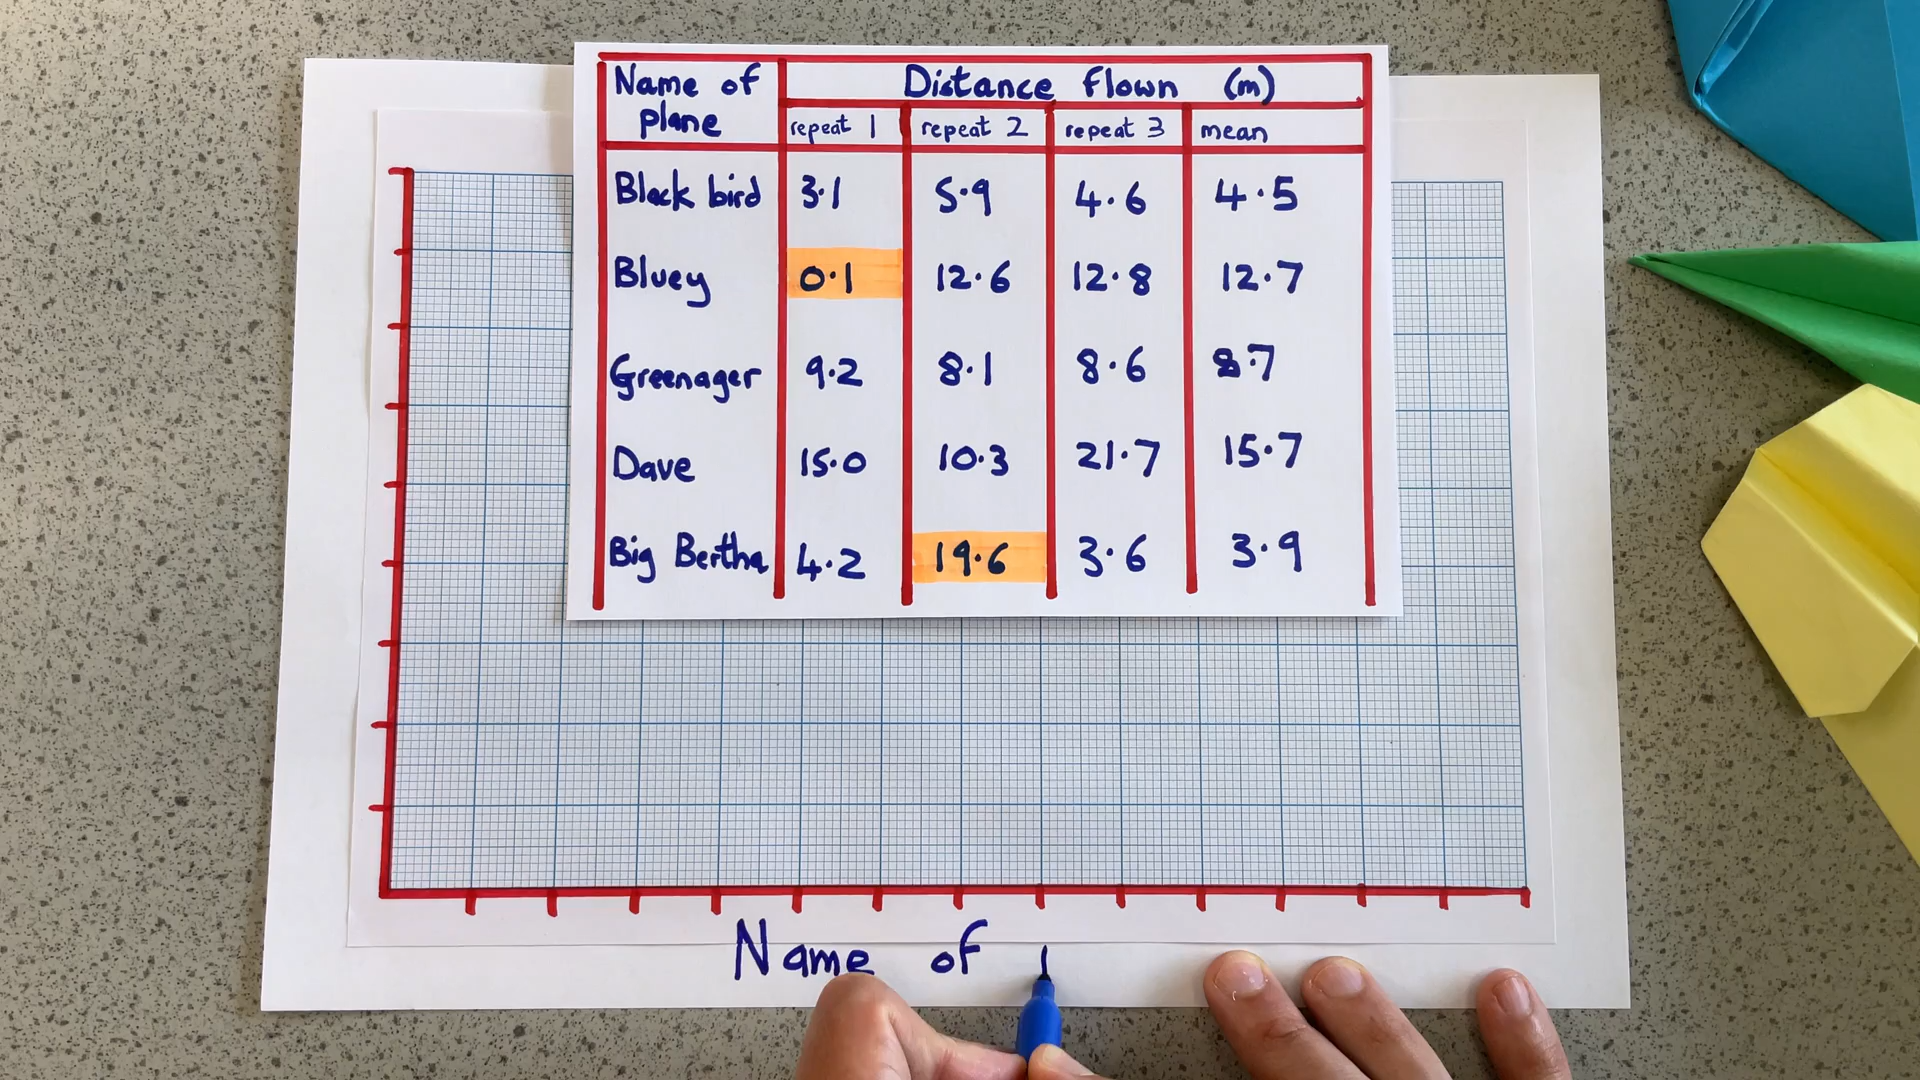 Name of plane Distance flown (m)
repeat 1 repeat 2 repeat 3 mean
Black bird 3.1 5.9 4.6 4.5
Bluey 0.1 12.6 12.8 12.7
Greenager 9.2 8.1 8.6 8.7
Dave 15.0 10.3 21.7 15.7
Big Bertha 4.2 19.6 3.6 3.9
Name of